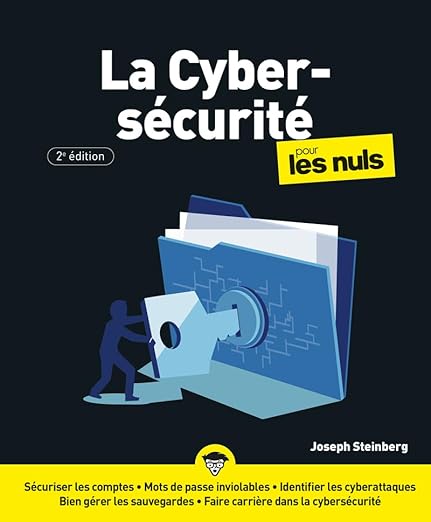 La Cyber-
sécurité
2e édition
pour
les nuls
Joseph Steinberg
Sécuriser les comptes • Mots de passe inviolables • Identifier les cyberattaques
Bien gérer les sauvegardes • Faire carrière dans la cybersécurité